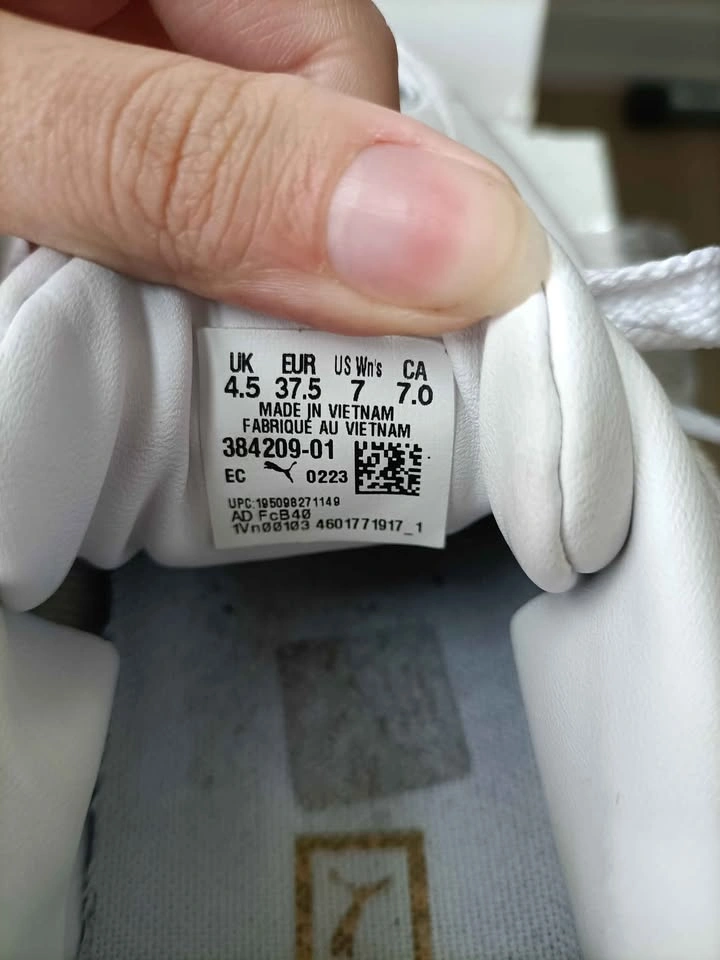 UK EUR US Wn's CA
4.5 37.5 7 7.0
MADE IN VIETNAM
FABRIQUÉ AU VIETNAM
384209-01
EC 0223
UPC:195098271149
AD FcB40
1Vn00103 4601771917_1